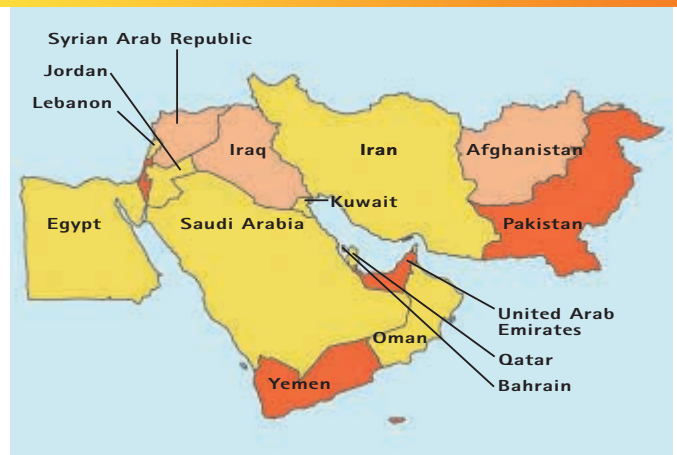 Syrian Arab Republic
Jordan
Lebanon
Iraq
Iran
Afghanistan
Kuwait
Egypt
Saudi Arabia
Pakistan
United Arab
Emirates
Oman
Qatar
Yemen
Bahrain